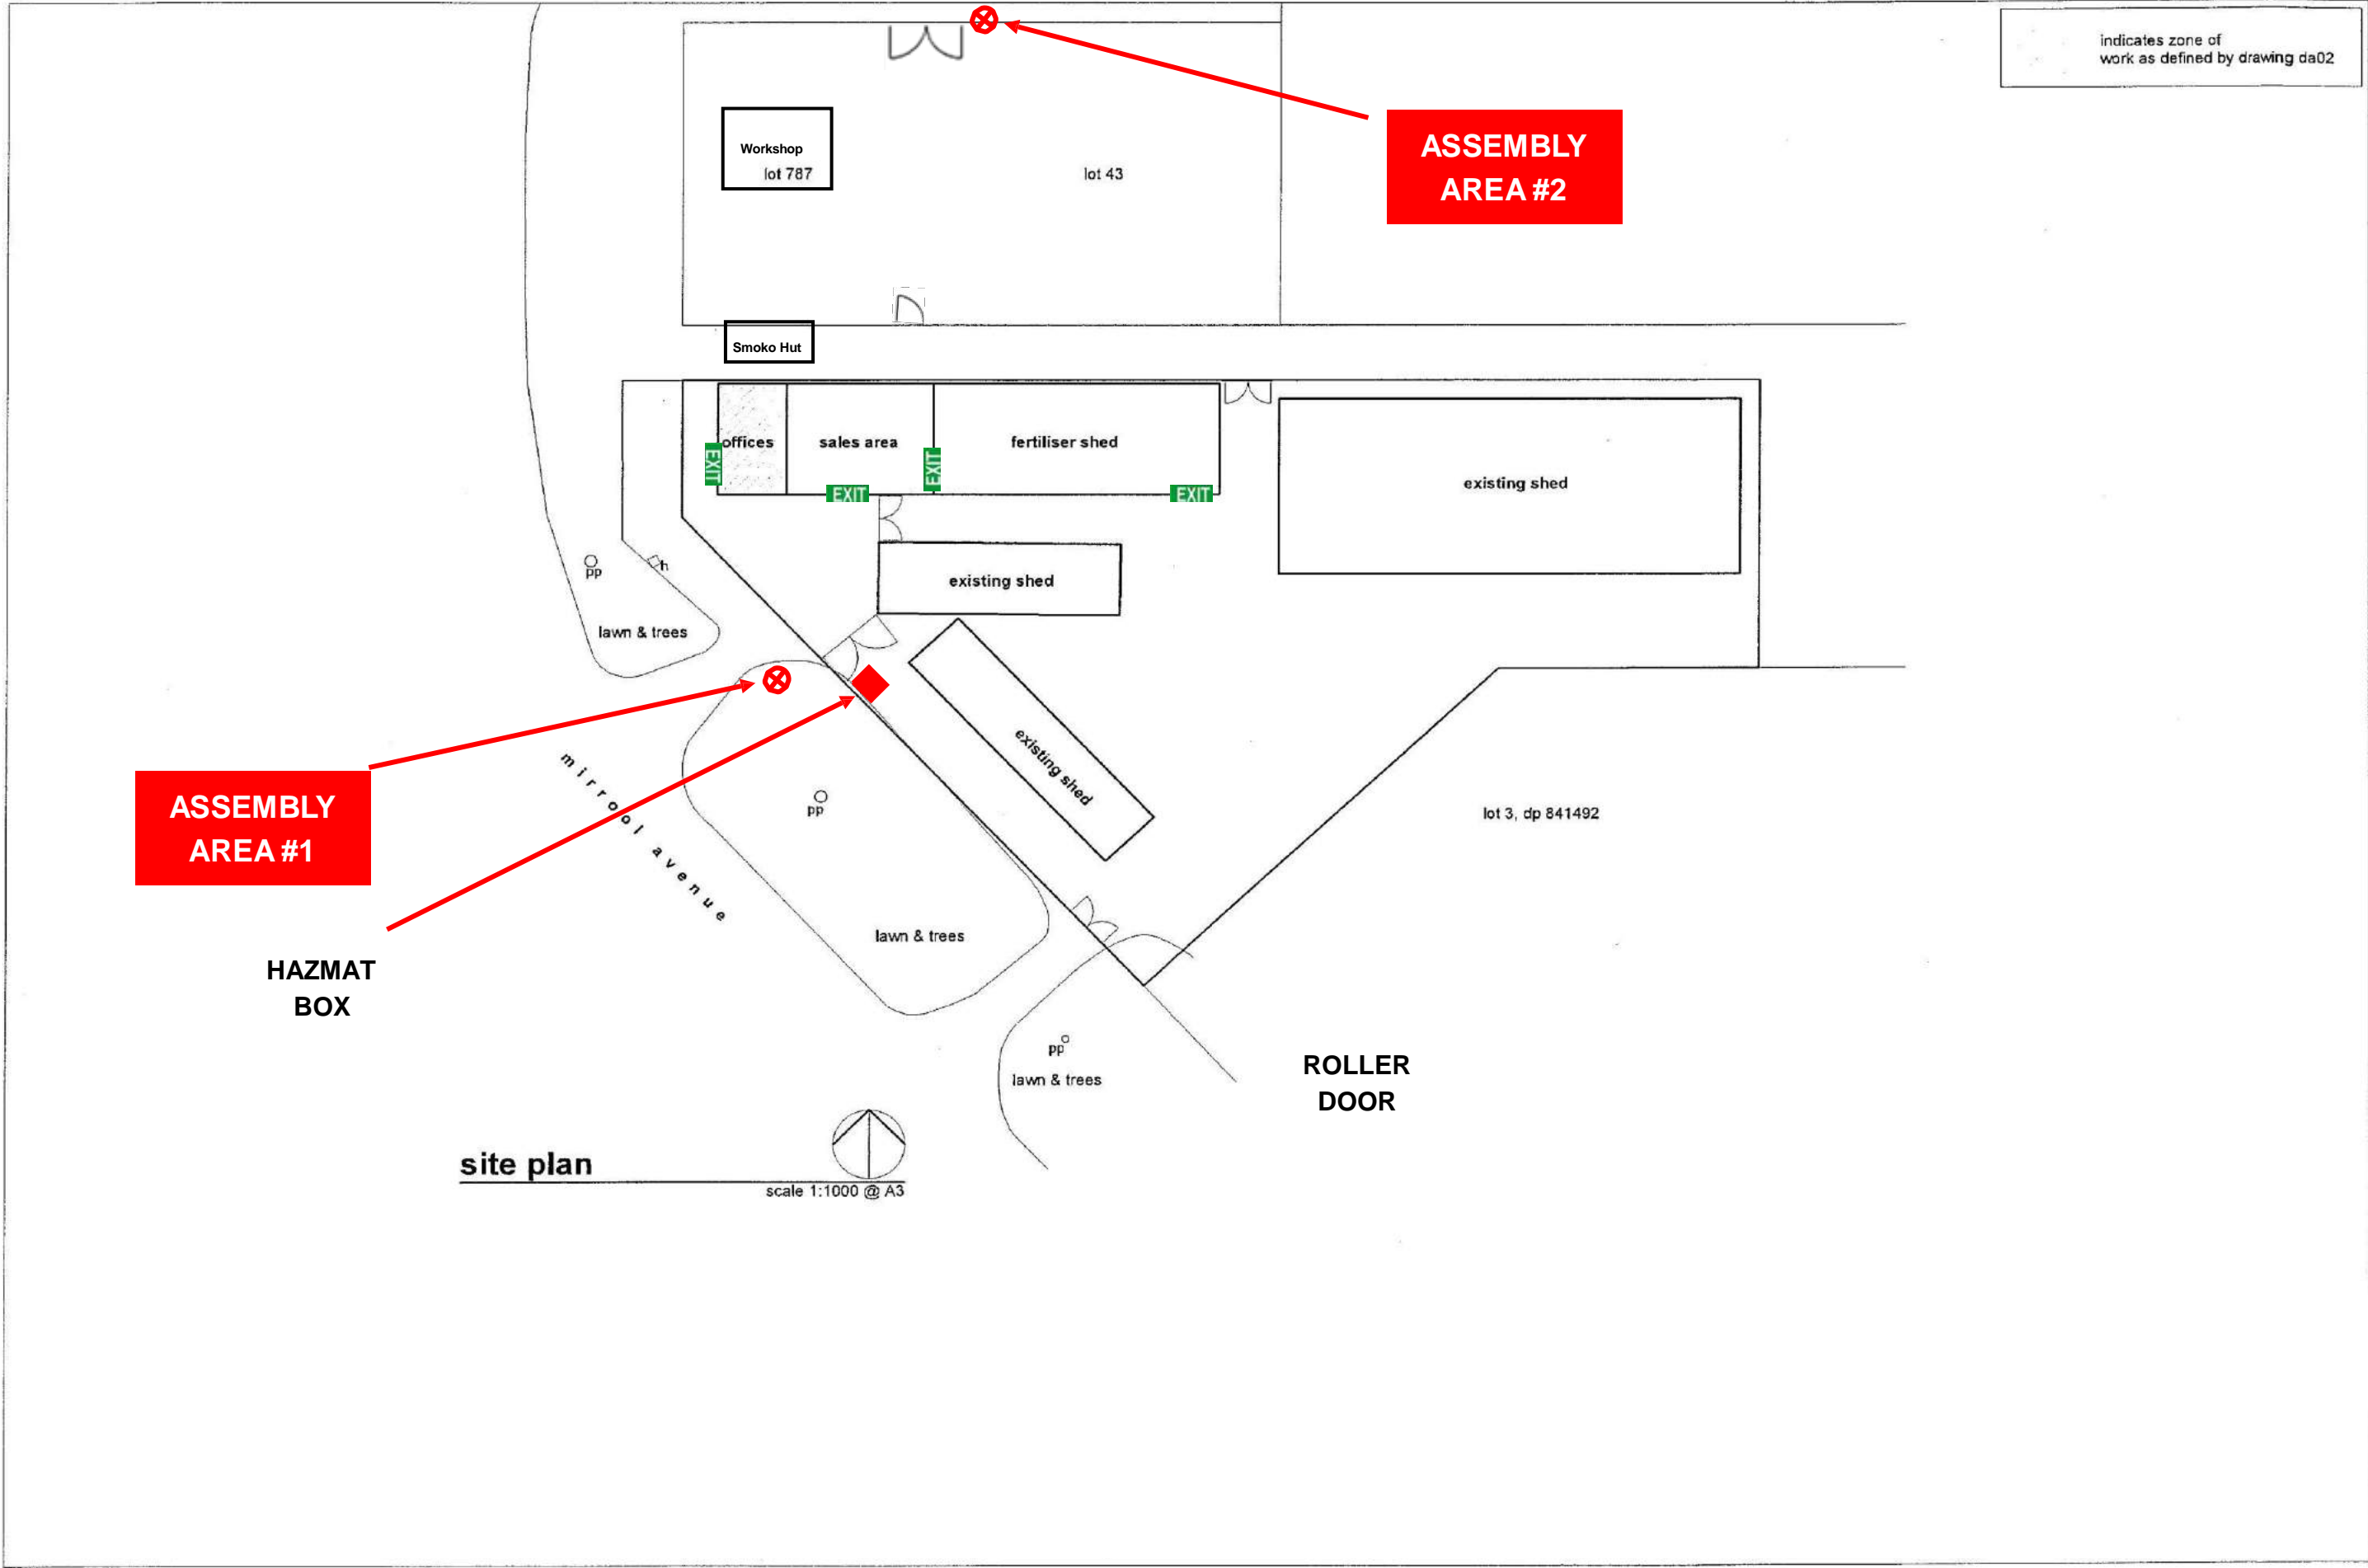 indicates zone of
work as defined by drawing da02
ASSEMBLY
AREA #2
Workshop
lot 787
lot 43
Smoko Hut
offices
sales area
fertiliser shed
existing shed
EXIT
EXIT
EXIT
EXIT
existing shed
pp
h
lawn & trees
existing shed
mirrool avenue
ASSEMBLY
AREA #1
pp
lot 3, dp 841492
lawn & trees
HAZMAT
BOX
pp
lawn & trees
ROLLER
DOOR
site plan
scale 1:1000 @ A3